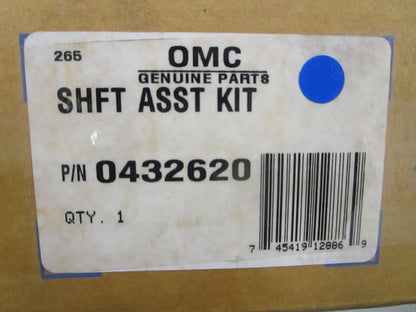 265
OMC
GENUINE PARTS
SHFT ASST KIT
P/N 0432620
QTY. 1
7 45419 12886 9